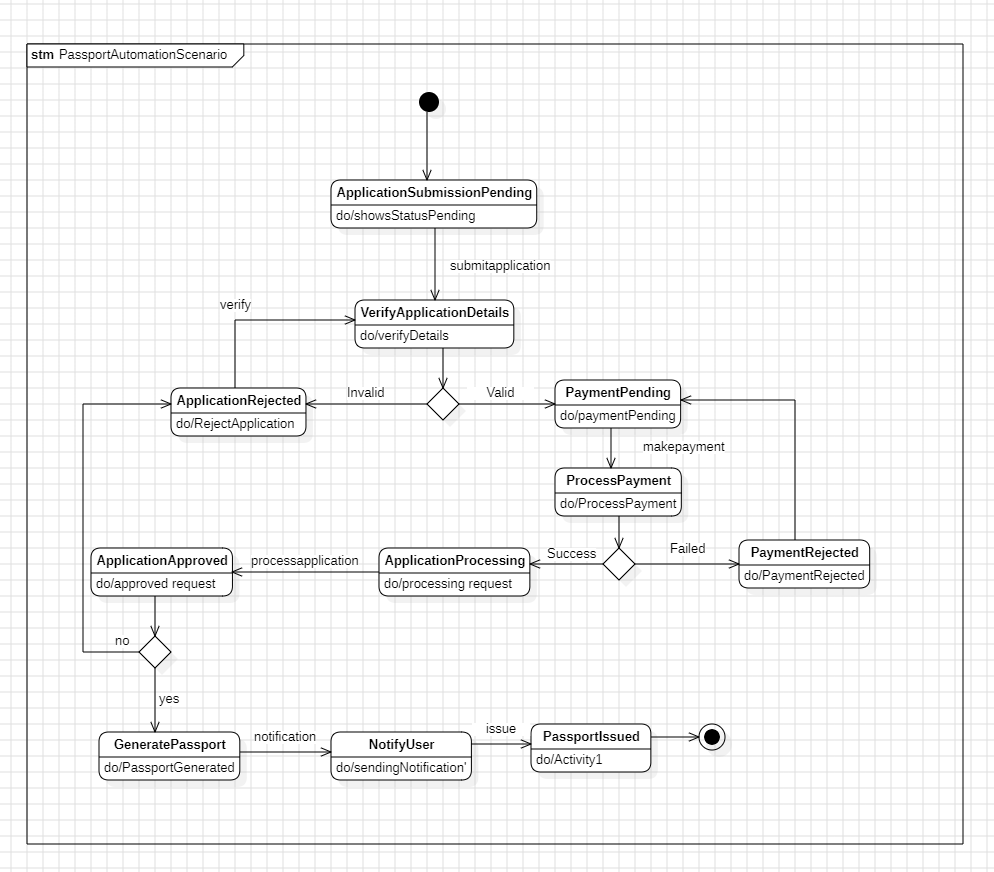 stm PassportAutomationScenario
ApplicationSubmissionPending
do/showsStatusPending
submitapplication
verify
VerifyApplicationDetails
do/verifyDetails
ApplicationRejected
do/RejectApplication
Invalid
Valid
PaymentPending
do/paymentPending
makepayment
ProcessPayment
do/ProcessPayment
ApplicationApproved
do/approved request
processapplication
ApplicationProcessing
do/processing request
Success
Failed
PaymentRejected
do/PaymentRejected
no
yes
GeneratePassport
do/PassportGenerated
notification
NotifyUser
do/sendingNotification'
issue
PassportIssued
do/Activity1